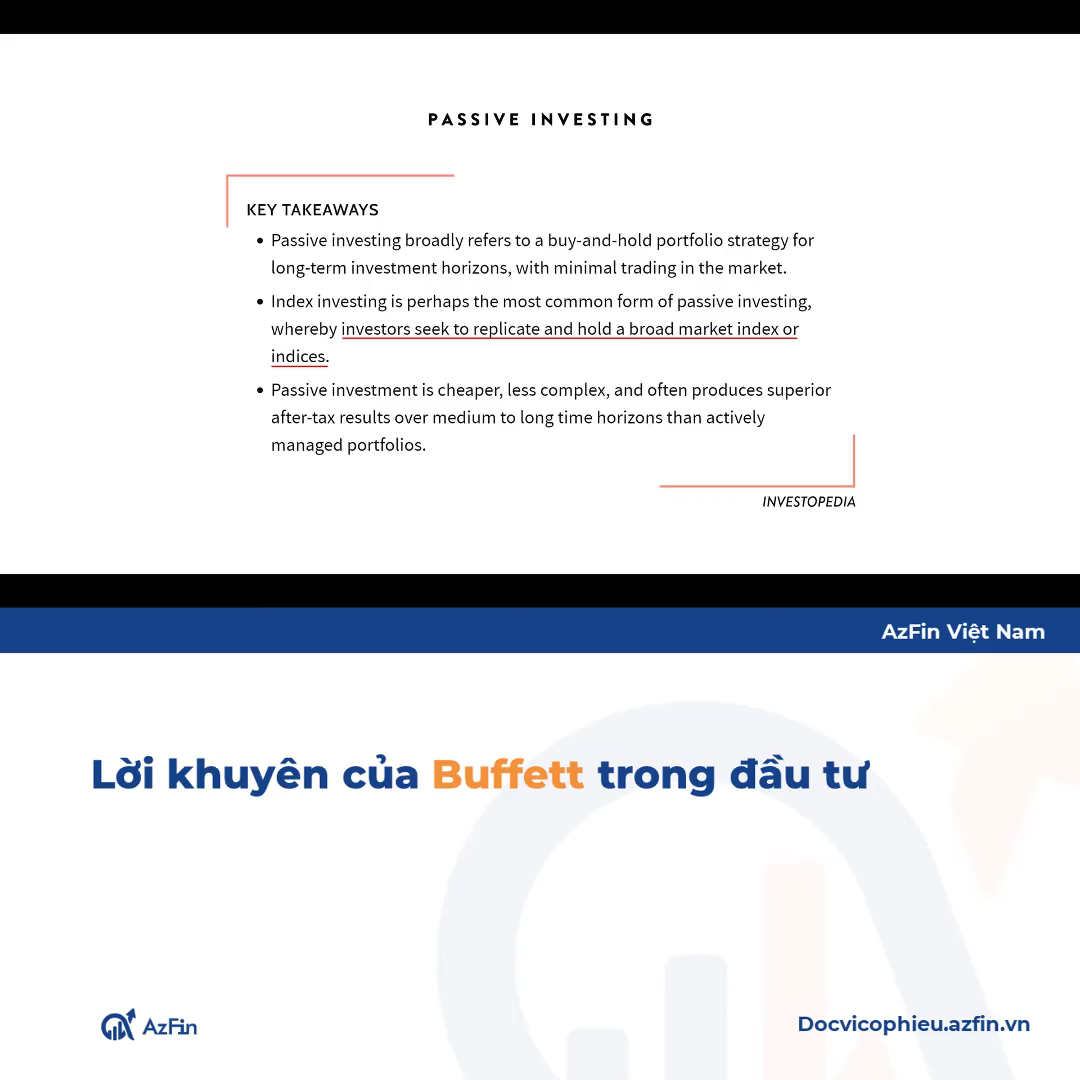 PASSIVE INVESTING
KEY TAKEAWAYS
• Passive investing broadly refers to a buy-and-hold portfolio strategy for
long-term investment horizons, with minimal trading in the market.
• Index investing is perhaps the most common form of passive investing,
whereby investors seek to replicate and hold a broad market index or
indices.
• Passive investment is cheaper, less complex, and often produces superior
after-tax results over medium to long time horizons than actively
managed portfolios.
INVESTOPEDIA
AzFin Việt Nam
Lời khuyên của Buffett trong đầu tư
AzFin
Docvicophieu.azfin.vn